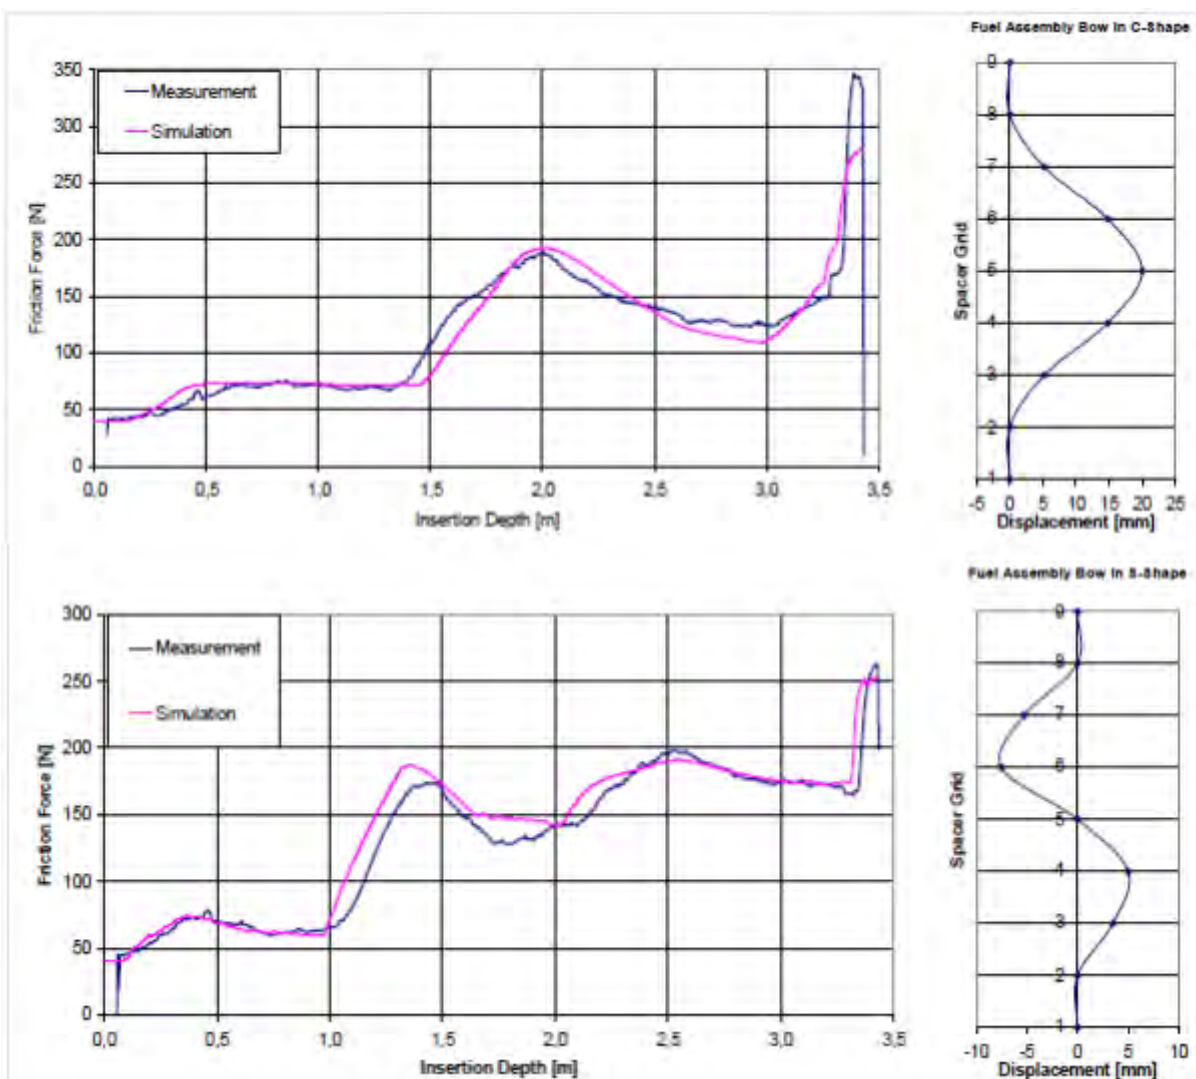 Fuel Assembly Bow in C-Shape
350
300
250
200
150
100
50
0
Friction Force [N]
Measurement
Simulation
0,0 0,5 1,0 1,5 2,0 2,5 3,0 3,5
Insertion Depth [m]
9
8
7
6
5
4
3
2
1
Spacer Grid
-5 0 5 10 15 20 25
Displacement [mm]
Fuel Assembly Bow in S-Shape
300
250
200
150
100
50
0
Friction Force [N]
Measurement
Simulation
0,0 0,5 1,0 1,5 2,0 2,5 3,0 3,5
Insertion Depth [m]
9
8
7
6
5
4
3
2
1
Spacer Grid
-10 -5 0 5 10
Displacement [mm]